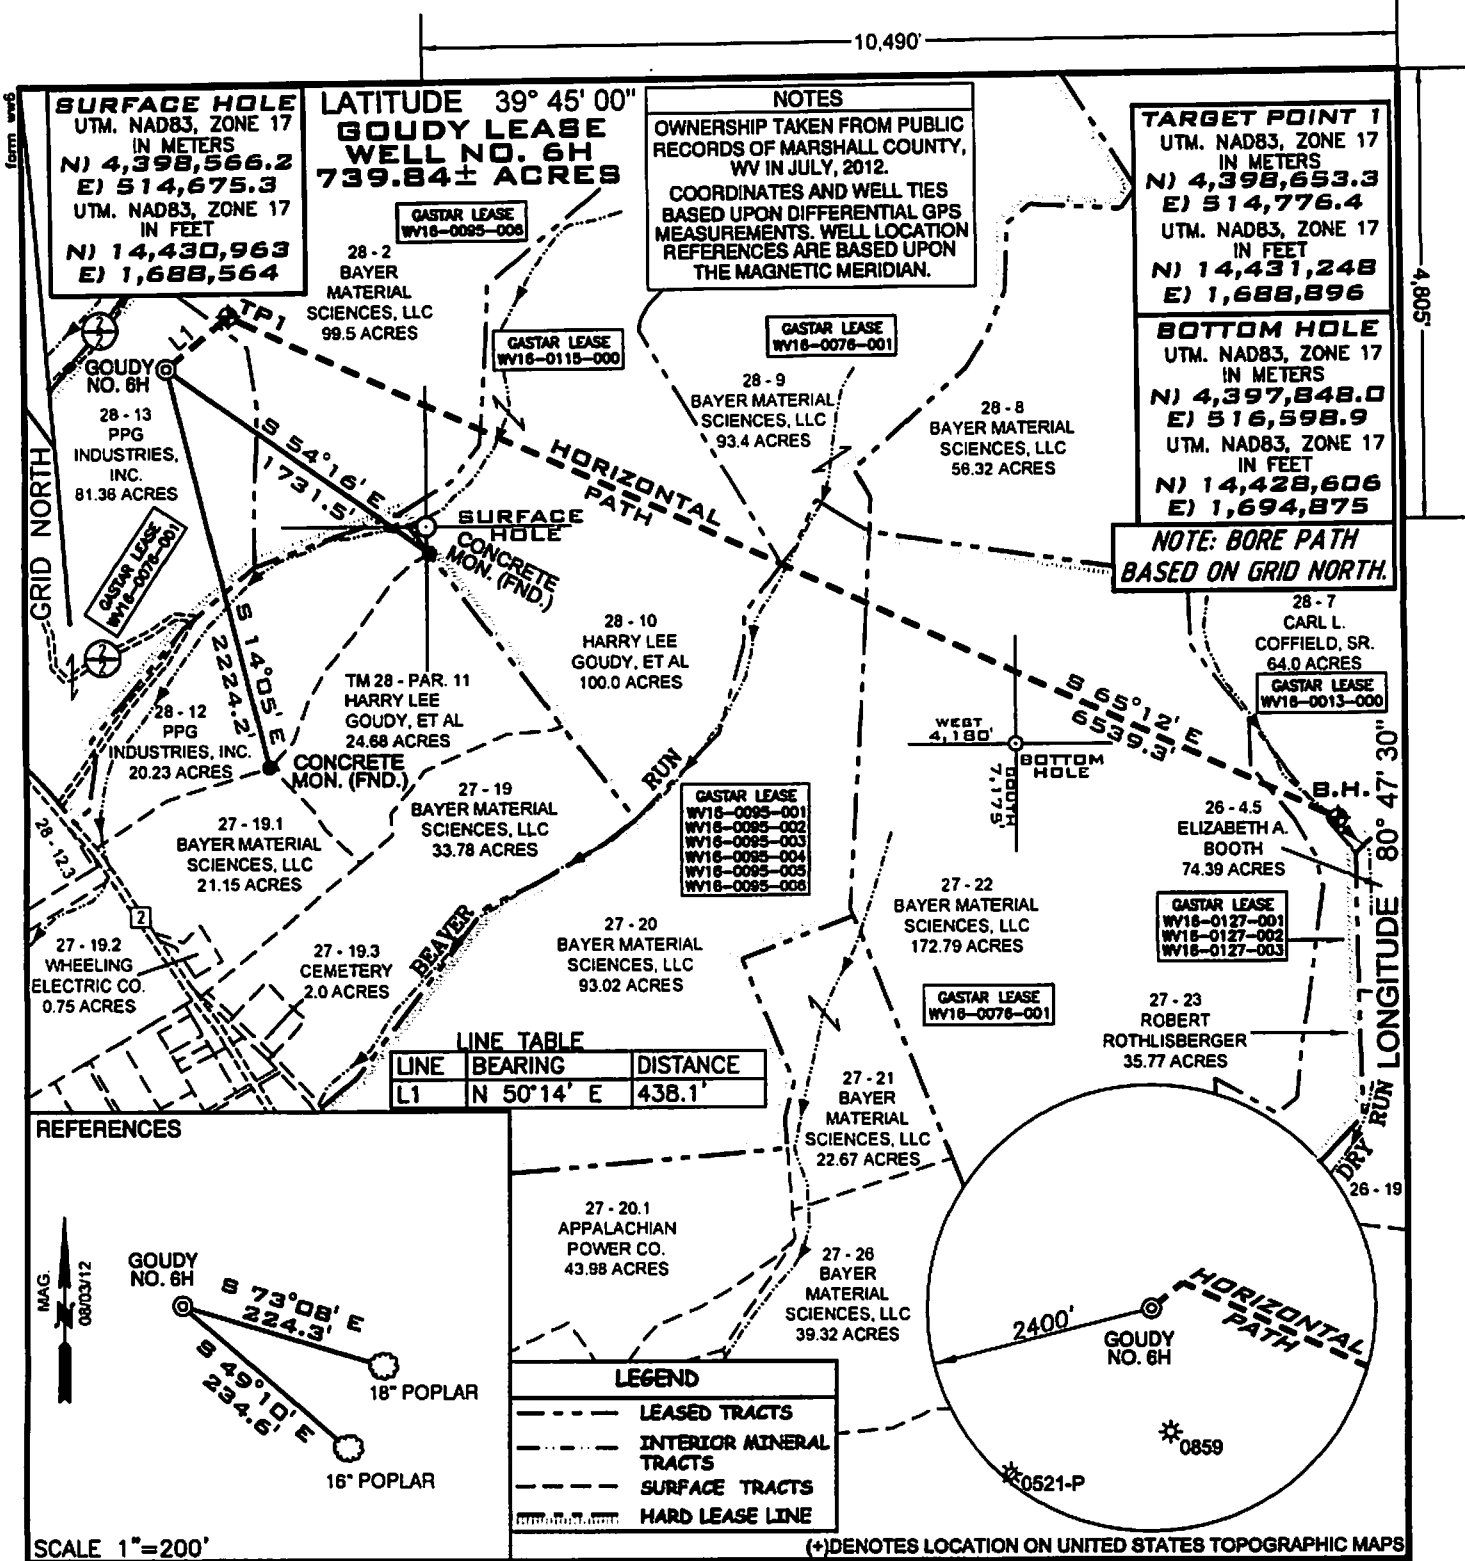 10,490'
form ww6
SURFACE HOLE
UTM. NAD83, ZONE 17
IN METERS
N) 4,398,566.2
E) 514,675.3
UTM. NAD83, ZONE 17
IN FEET
N) 14,430,963
E) 1,688,564
LATITUDE 39° 45' 00"
GOUDY LEASE
WELL NO. 6H
739.84± ACRES
NOTES
OWNERSHIP TAKEN FROM PUBLIC
RECORDS OF MARSHALL COUNTY,
WV IN JULY, 2012.
COORDINATES AND WELL TIES
BASED UPON DIFFERENTIAL GPS
MEASUREMENTS. WELL LOCATION
REFERENCES ARE BASED UPON
THE MAGNETIC MERIDIAN.
TARGET POINT 1
UTM. NAD83, ZONE 17
IN METERS
N) 4,398,653.3
E) 514,776.4
UTM. NAD83, ZONE 17
IN FEET
N) 14,431,248
E) 1,688,896
BOTTOM HOLE
UTM. NAD83, ZONE 17
IN METERS
N) 4,397,848.0
E) 516,598.9
UTM. NAD83, ZONE 17
IN FEET
N) 14,428,606
E) 1,694,875
NOTE: BORE PATH
BASED ON GRID NORTH.
4,805'
GASTAR LEASE
WV16-0095-006
28 - 2
BAYER
MATERIAL
SCIENCES, LLC
99.5 ACRES
GASTAR LEASE
WV16-0115-000
GASTAR LEASE
WV16-0076-001
28 - 9
BAYER MATERIAL
SCIENCES, LLC
93.4 ACRES
28 - 8
BAYER MATERIAL
SCIENCES, LLC
56.32 ACRES
2
2
L1
TP1
GOUDY
NO. 6H
28 - 13
PPG
INDUSTRIES,
INC.
81.36 ACRES
GRID NORTH
GASTAR LEASE
WV16-0076-001
2
2
S 54°16' E
1731.5'
HORIZONTAL
PATH
SURFACE
HOLE
CONCRETE
MON. (FND.)
S 14°05' E
2224.2'
28 - 10
HARRY LEE
GOUDY, ET AL
100.0 ACRES
TM 28 - PAR. 11
HARRY LEE
GOUDY, ET AL
24.68 ACRES
28 - 12
PPG
INDUSTRIES, INC.
20.23 ACRES
CONCRETE
MON. (FND.)
28 - 7
CARL L.
COFFIELD, SR.
64.0 ACRES
GASTAR LEASE
WV16-0013-000
S 65°12' E
6539.3'
WEST
4,180'
BOTTOM
HOLE
SOUTH
7,175'
B.H.
LONGITUDE 80° 47' 30"
26 - 4.5
ELIZABETH A.
BOOTH
74.39 ACRES
GASTAR LEASE
WV16-0127-001
WV16-0127-002
WV16-0127-003
RUN
BEAVER
GASTAR LEASE
WV16-0095-001
WV16-0095-002
WV16-0095-003
WV16-0095-004
WV16-0095-005
WV16-0095-006
27 - 19
BAYER MATERIAL
SCIENCES, LLC
33.78 ACRES
27 - 19.1
BAYER MATERIAL
SCIENCES, LLC
21.15 ACRES
28 - 12.3
2
27 - 19.2
WHEELING
ELECTRIC CO.
0.75 ACRES
27 - 19.3
CEMETERY
2.0 ACRES
27 - 20
BAYER MATERIAL
SCIENCES, LLC
93.02 ACRES
27 - 22
BAYER MATERIAL
SCIENCES, LLC
172.79 ACRES
GASTAR LEASE
WV16-0076-001
27 - 23
ROBERT
ROTHLISBERGER
35.77 ACRES
DRY RUN
26 - 19
LINE TABLE
LINE BEARING DISTANCE
L1 N 50°14' E 438.1'
27 - 21
BAYER
MATERIAL
SCIENCES, LLC
22.67 ACRES
27 - 20.1
APPALACHIAN
POWER CO.
43.98 ACRES
27 - 26
BAYER
MATERIAL
SCIENCES, LLC
39.32 ACRES
REFERENCES
MAG.
08/03/12
GOUDY
NO. 6H
S 73°08' E
224.3'
18" POPLAR
S 49°10' E
234.6'
16" POPLAR
SCALE 1"=200'
LEGEND
LEASED TRACTS
INTERIOR MINERAL
TRACTS
SURFACE TRACTS
HARD LEASE LINE
2400'
GOUDY
NO. 6H
HORIZONTAL
PATH
0859
0521-P
(+)DENOTES LOCATION ON UNITED STATES TOPOGRAPHIC MAPS